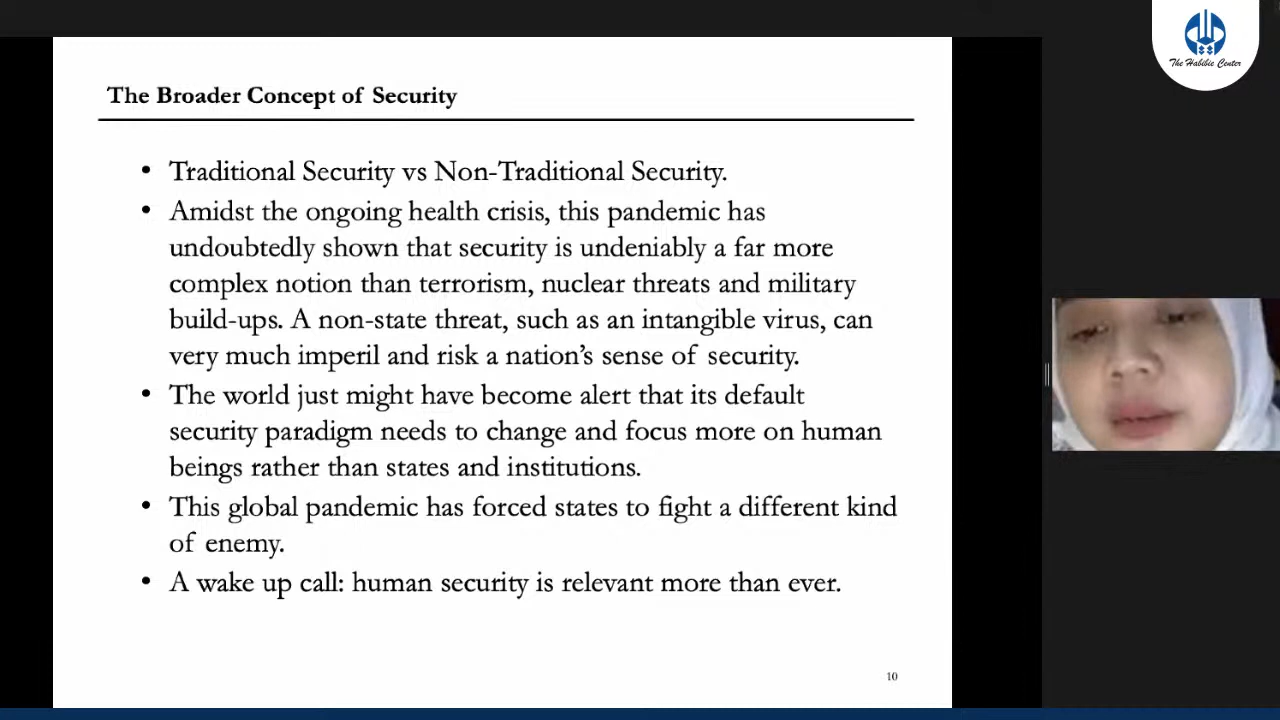 The Habibie Center
The Broader Concept of Security
• Traditional Security vs Non-Traditional Security.
• Amidst the ongoing health crisis, this pandemic has
undoubtedly shown that security is undeniably a far more
complex notion than terrorism, nuclear threats and military
build-ups. A non-state threat, such as an intangible virus, can
very much imperil and risk a nation’s sense of security.
• The world just might have become alert that its default
security paradigm needs to change and focus more on human
beings rather than states and institutions.
• This global pandemic has forced states to fight a different kind
of enemy.
• A wake up call: human security is relevant more than ever.
10